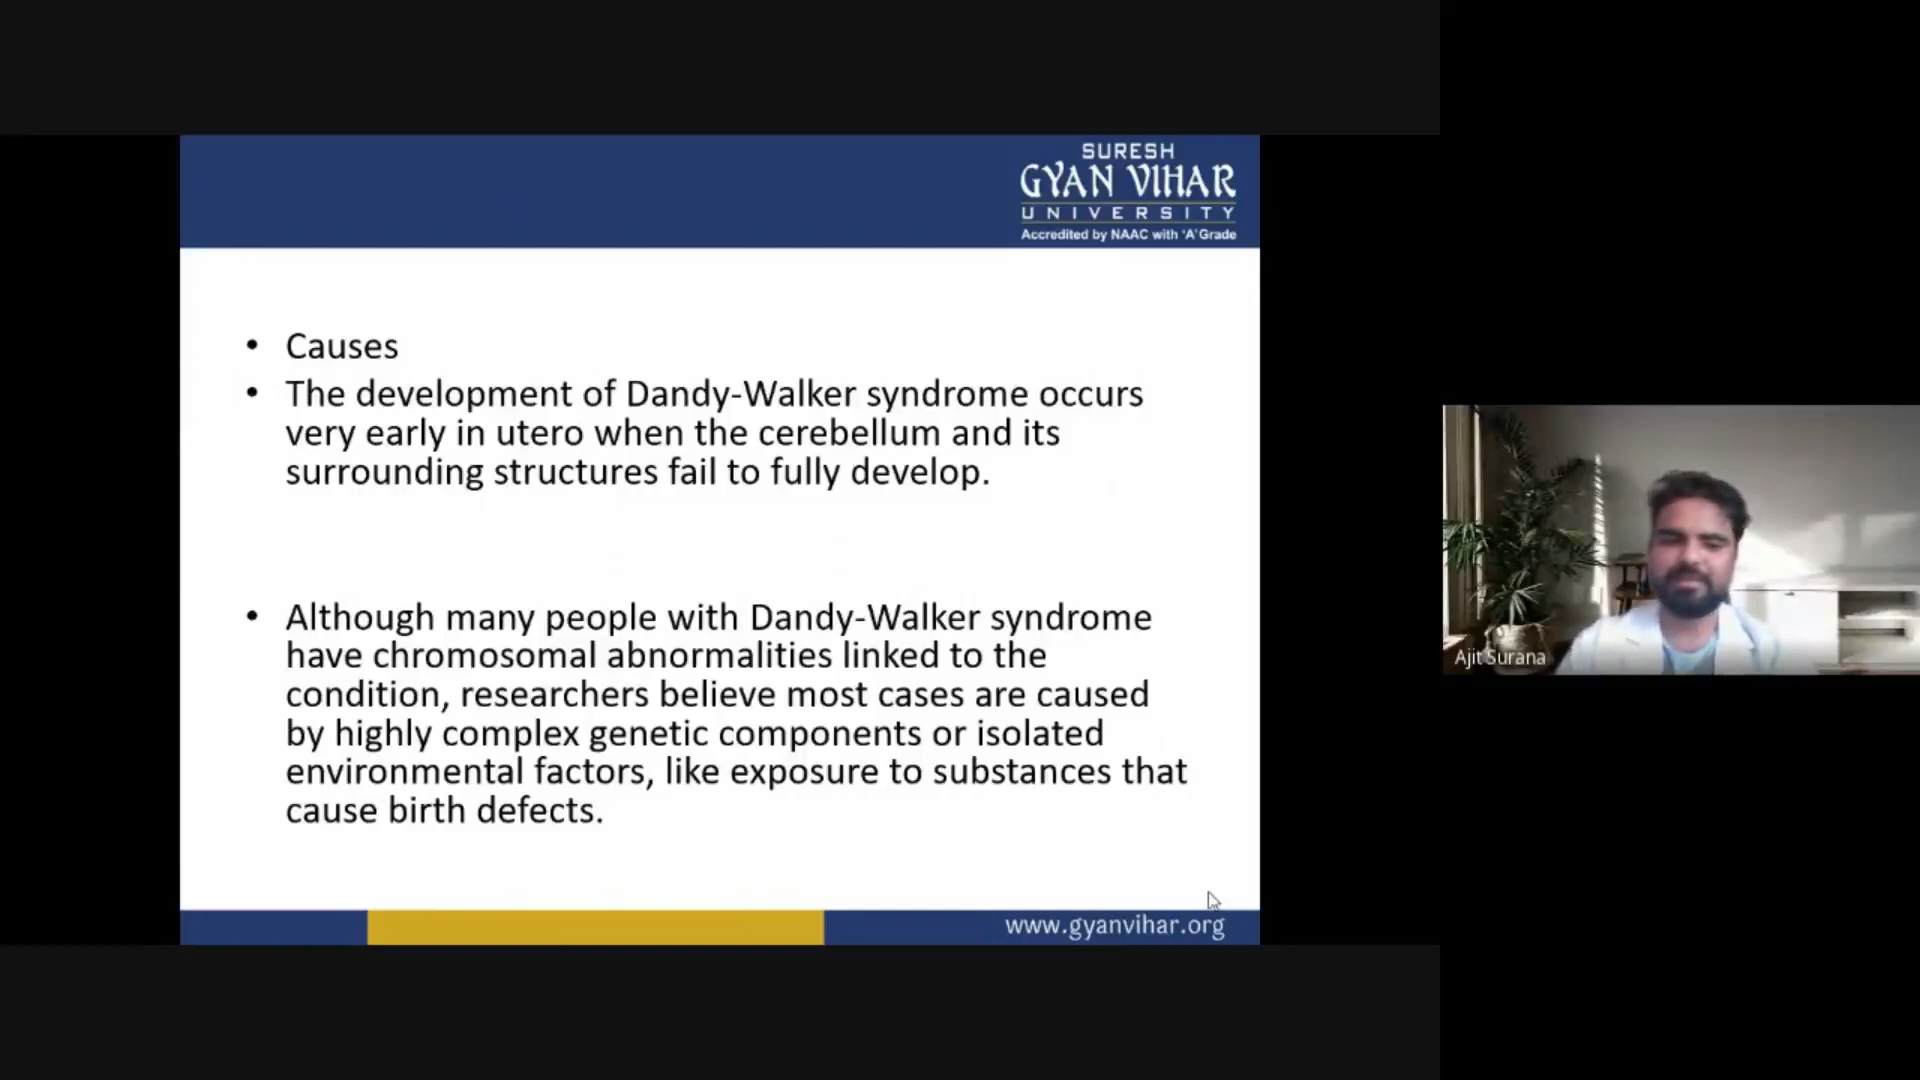 SURESH
GYAN VIHAR
UNIVERSITY
Accredited by NAAC with 'A' Grade
• Causes
• The development of Dandy-Walker syndrome occurs
very early in utero when the cerebellum and its
surrounding structures fail to fully develop.
• Although many people with Dandy-Walker syndrome
have chromosomal abnormalities linked to the
condition, researchers believe most cases are caused
by highly complex genetic components or isolated
environmental factors, like exposure to substances that
cause birth defects.
www.gyanvihar.org
Ajit Surana